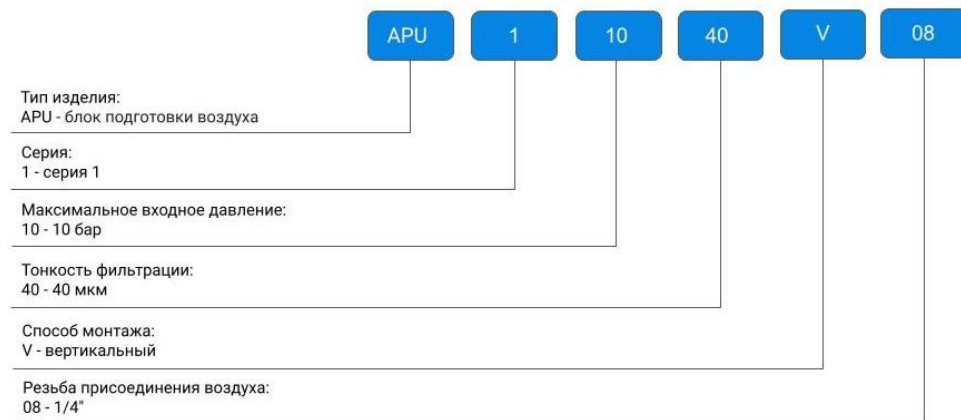 APU 1 10 40 V 08
Тип изделия:
APU - блок подготовки воздуха
Серия:
1 - серия 1
Максимальное входное давление:
10 - 10 бар
Тонкость фильтрации:
40 - 40 мкм
Способ монтажа:
V - вертикальный
Резьба присоединения воздуха:
08 - 1/4"